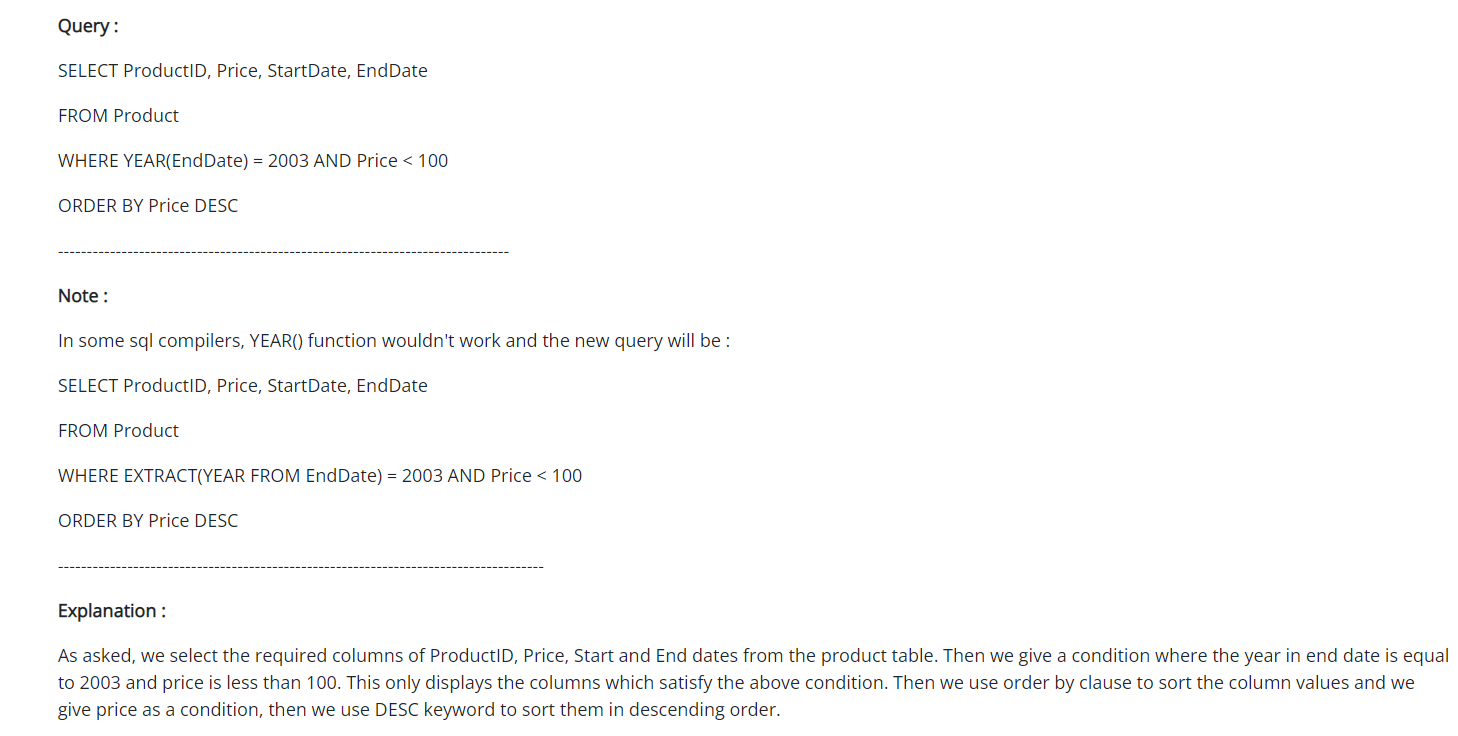 Query :
SELECT ProductID, Price, StartDate, EndDate
FROM Product
WHERE YEAR(EndDate) = 2003 AND Price < 100
ORDER BY Price DESC
------------------------------------------------------------------------------
Note :
In some sql compilers, YEAR() function wouldn't work and the new query will be :
SELECT ProductID, Price, StartDate, EndDate
FROM Product
WHERE EXTRACT(YEAR FROM EndDate) = 2003 AND Price < 100
ORDER BY Price DESC
------------------------------------------------------------------------------------
Explanation :
As asked, we select the required columns of ProductID, Price, Start and End dates from the product table. Then we give a condition where the year in end date is equal
to 2003 and price is less than 100. This only displays the columns which satisfy the above condition. Then we use order by clause to sort the column values and we
give price as a condition, then we use DESC keyword to sort them in descending order.